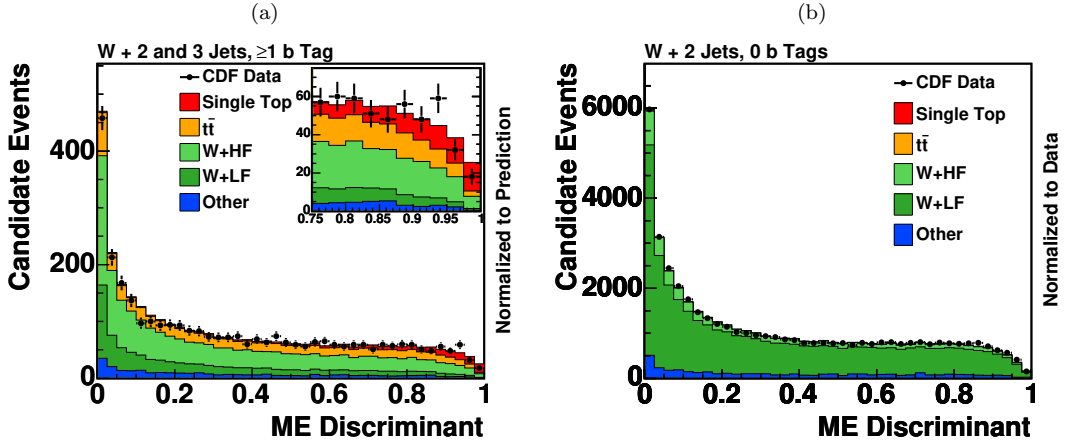 (a)
W + 2 and 3 Jets, ≥1 b Tag
Candidate Events
400
200
0
CDF Data
Single Top
tt̄
W+HF
W+LF
Other
60
40
20
0
0.75 0.8 0.85 0.9 0.95 1
0 0.2 0.4 0.6 0.8 1
ME Discriminant
Normalized to Prediction
(b)
W + 2 Jets, 0 b Tags
Candidate Events
6000
4000
2000
0
CDF Data
Single Top
tt̄
W+HF
W+LF
Other
0 0.2 0.4 0.6 0.8 1
ME Discriminant
Normalized to Data